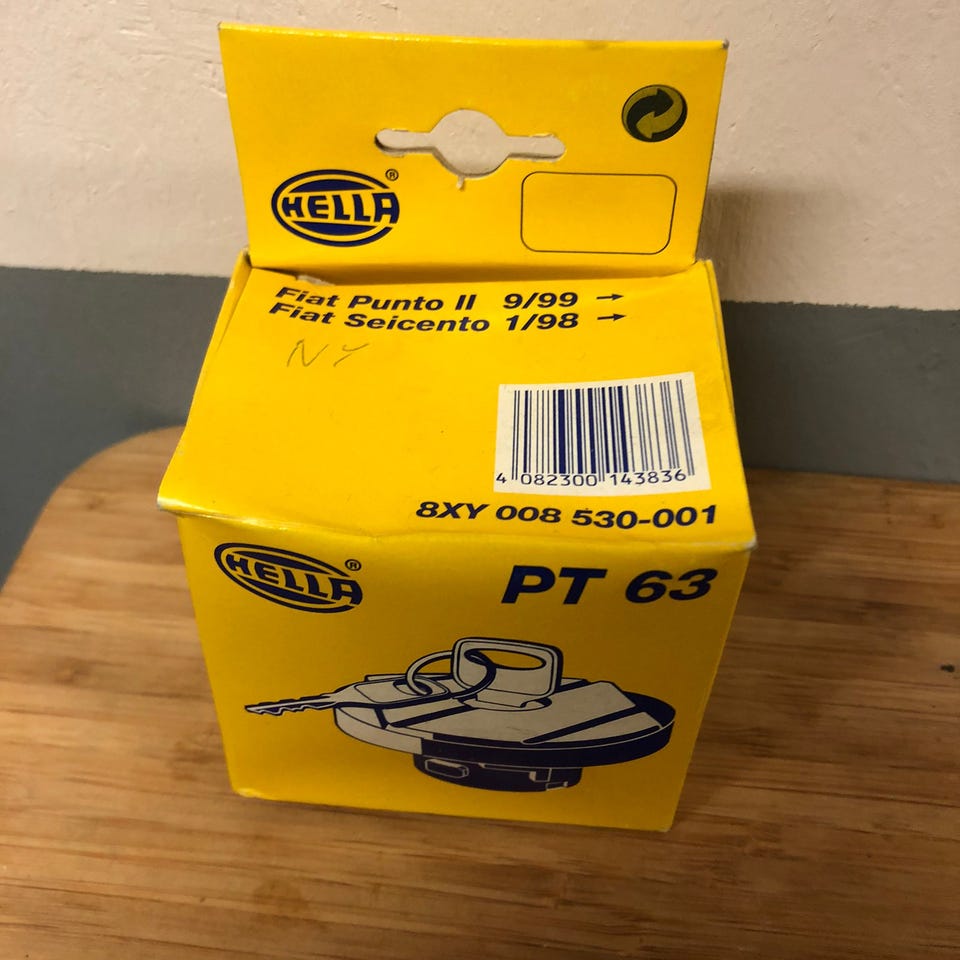 HELLA®
Fiat Punto II 9/99 →
Fiat Seicento 1/98 →
NY
4 082300 143836
8XY 008 530-001
HELLA®
PT 63